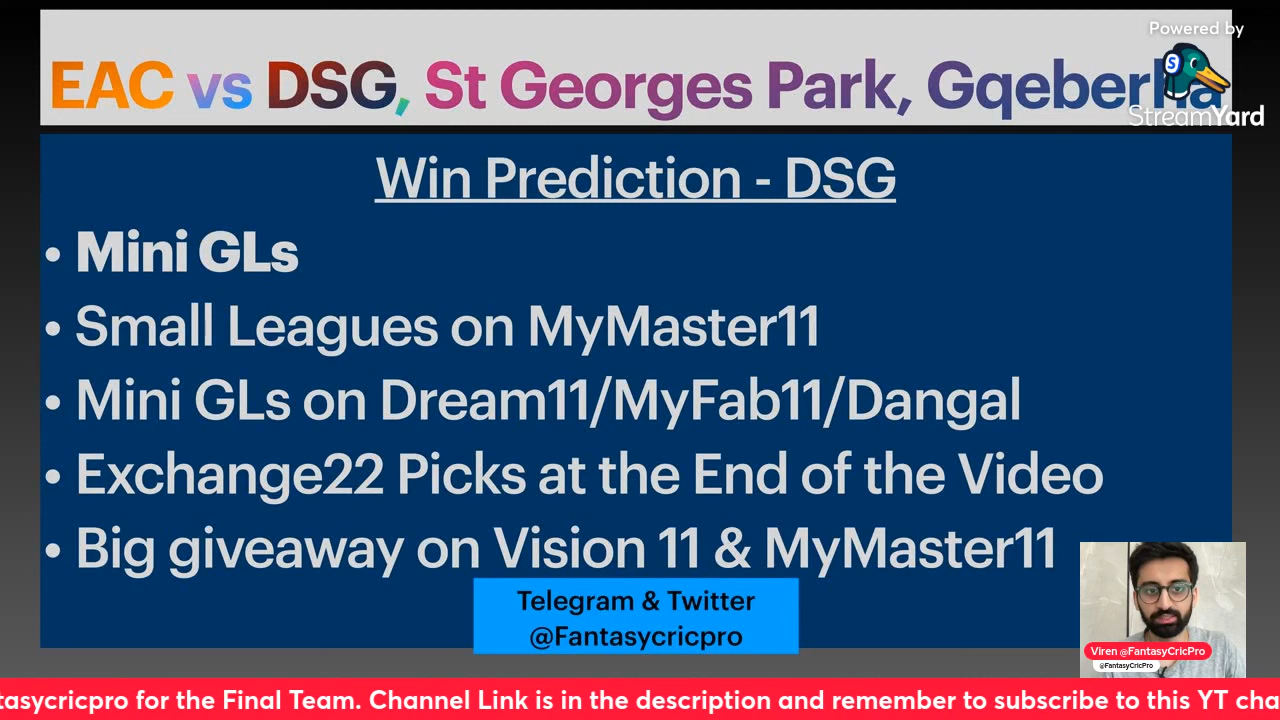 Powered by
EAC vs DSG, St Georges Park, Gqeberha
StreamYard
Win Prediction - DSG
• Mini GLs
• Small Leagues on MyMaster11
• Mini GLs on Dream11/MyFab11/Dangal
• Exchange22 Picks at the End of the Video
• Big giveaway on Vision 11 & MyMaster11
Telegram & Twitter
@Fantasycricpro
Viren @FantasyCricPro
@FantasyCricPro
tasycricpro for the Final Team. Channel Link is in the description and remember to subscribe to this YT cha